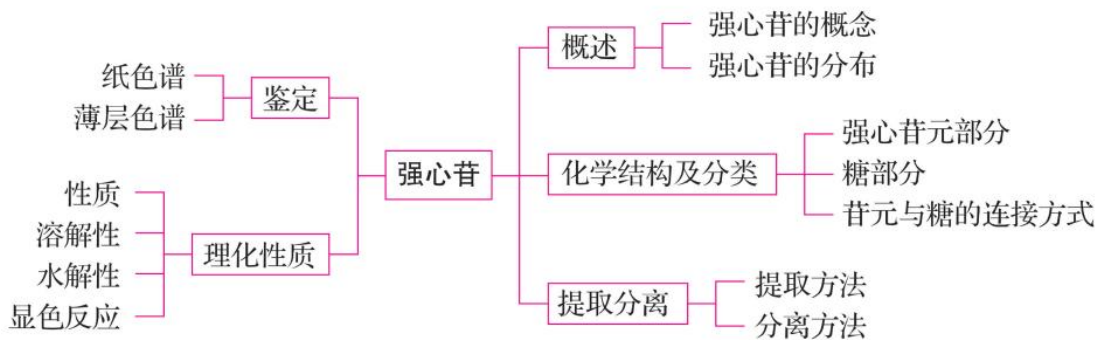 强心苷
概述
强心苷的概念
强心苷的分布
化学结构及分类
强心苷元部分
糖部分
苷元与糖的连接方式
提取分离
提取方法
分离方法
鉴定
纸色谱
薄层色谱
理化性质
性质
溶解性
水解性
显色反应